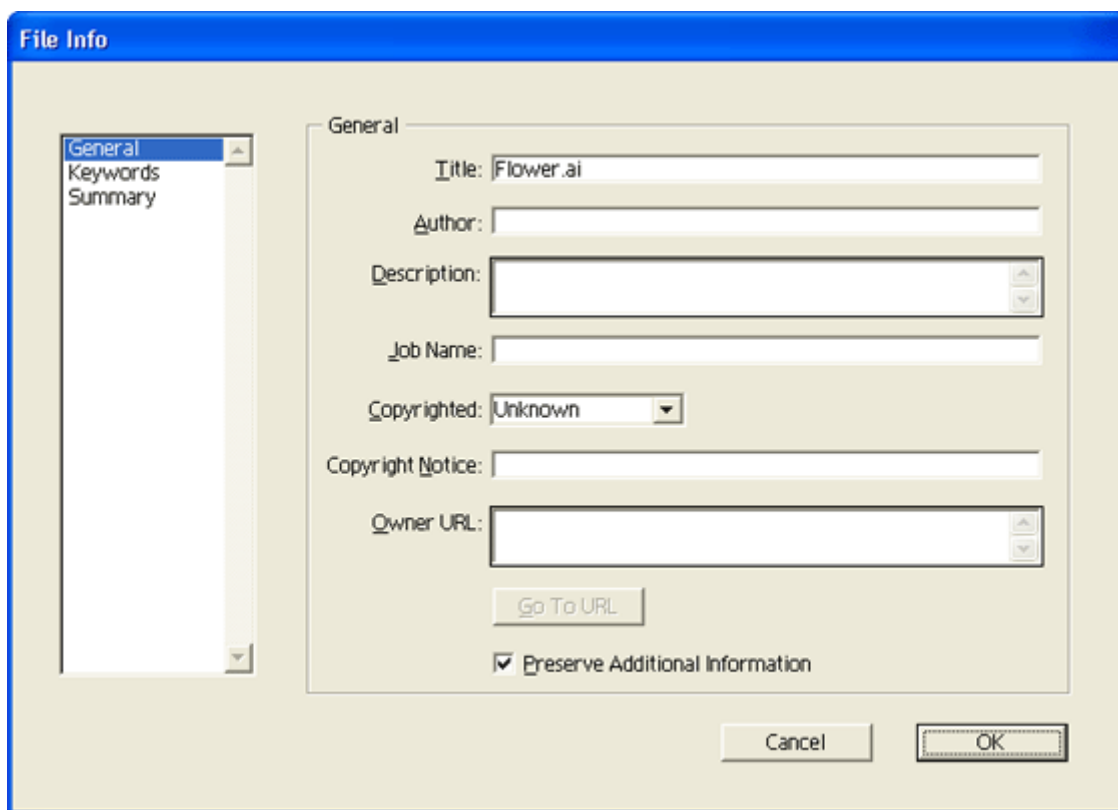 File Info
General
Keywords
Summary
General
Title: Flower.ai
Author:
Description:
Job Name:
Copyrighted: Unknown
Copyright Notice:
Owner URL:
Go To URL
Preserve Additional Information
Cancel OK